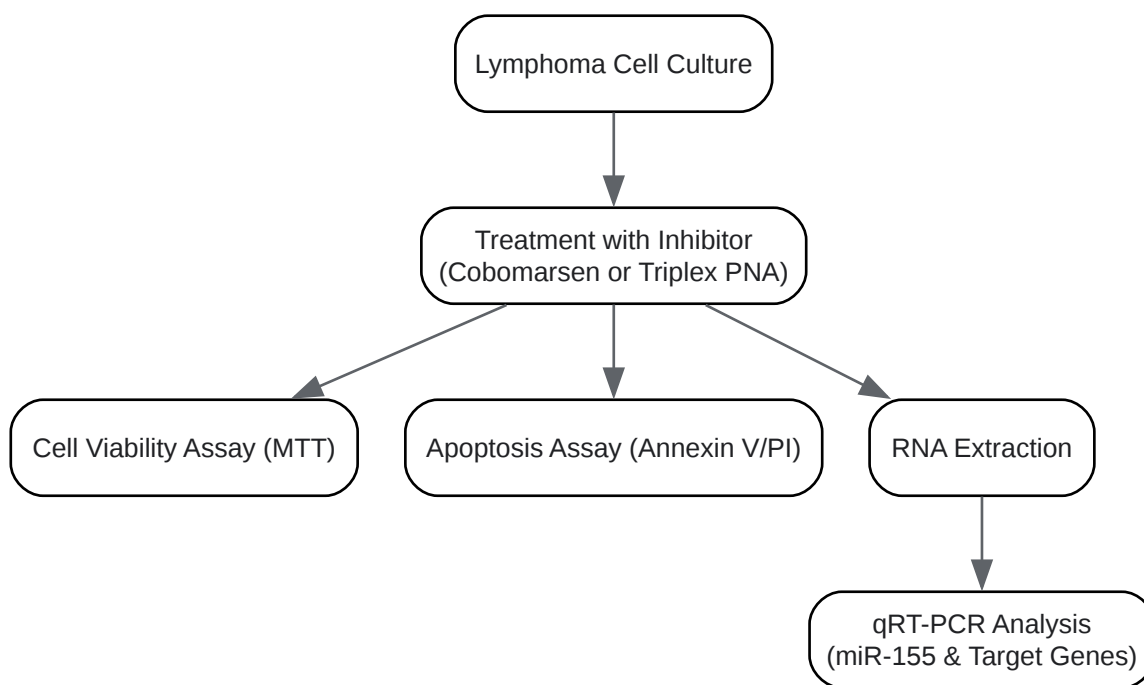 Lymphoma Cell Culture
Treatment with Inhibitor
(Cobomarsen or Triplex PNA)
Cell Viability Assay (MTT)
Apoptosis Assay (Annexin V/PI)
RNA Extraction
qRT-PCR Analysis
(miR-155 & Target Genes)